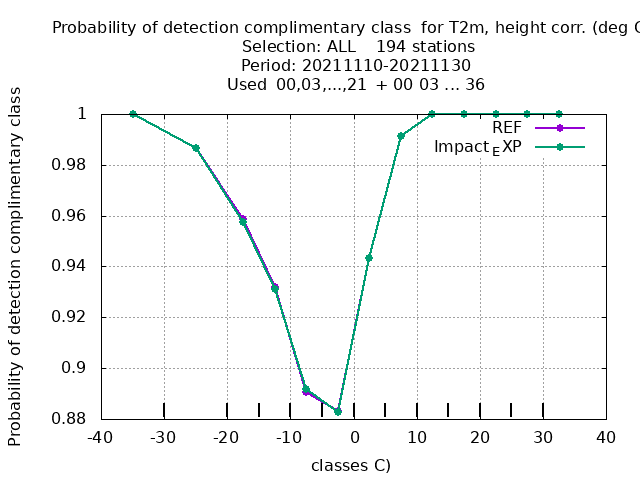 Probability of detection complimentary class for T2m, height corr. (deg C
Selection: ALL 194 stations
Period: 20211110-20211130
Used 00,03,...,21 + 00 03 ... 36
Probability of detection complimentary class
1
0.98
0.96
0.94
0.92
0.9
0.88
REF
Impact_EXP
-40 -30 -20 -10 0 10 20 30 40
classes C)